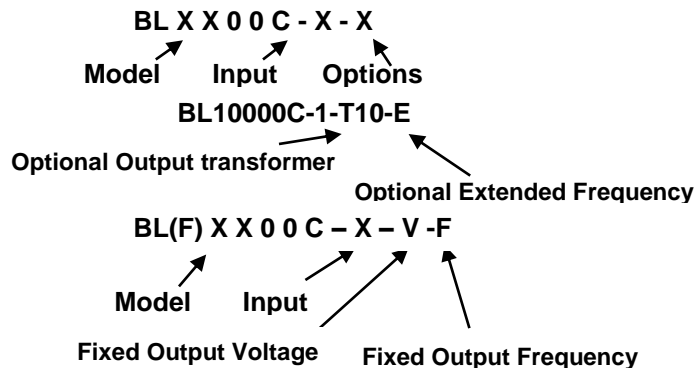 BL X X 0 0 C - X - X
Model Input Options
BL10000C-1-T10-E
Optional Output transformer
Optional Extended Frequency
BL(F) X X 0 0 C – X – V -F
Model Input
Fixed Output Voltage Fixed Output Frequency